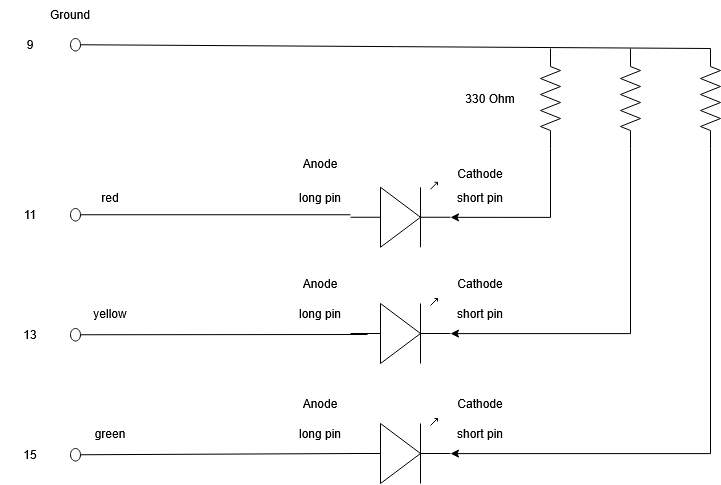 Ground
9
330 Ohm
Anode
Cathode
red
long pin
short pin
11
Anode
Cathode
yellow
long pin
short pin
13
Anode
Cathode
green
long pin
short pin
15